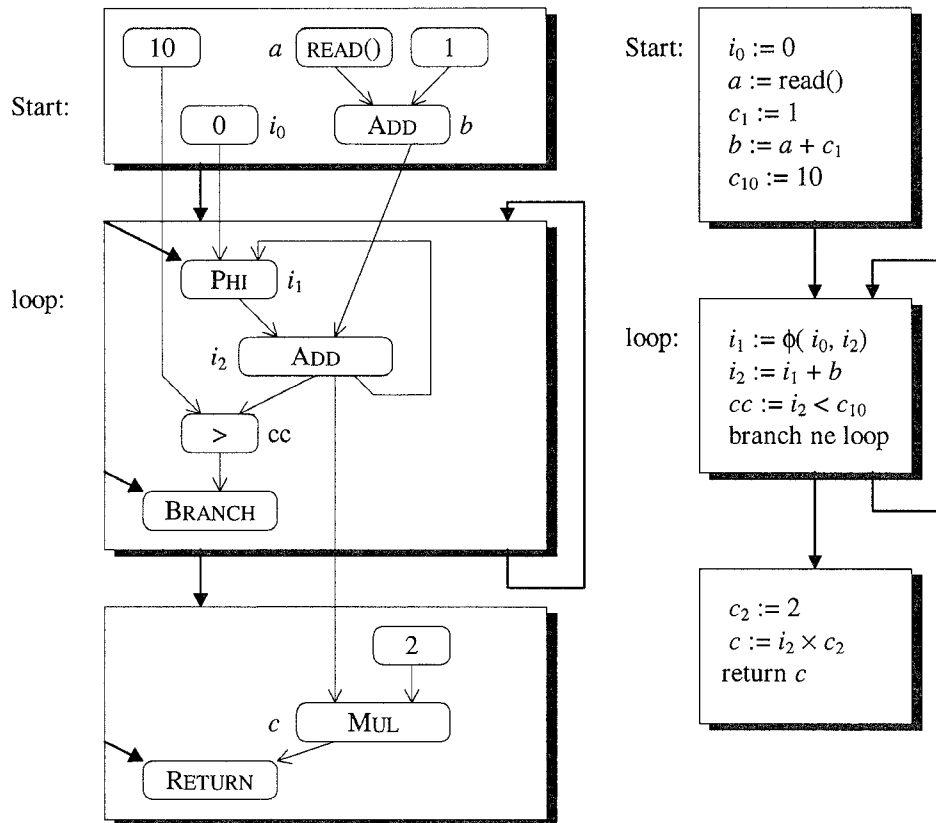 10
a READ() 1
Start:
0 i₀ ADD b
loop:
PHI i₁
i₂ ADD
> cc
BRANCH
2
c MUL
RETURN
Start:
i₀ := 0
a := read()
c₁ := 1
b := a + c₁
c₁₀ := 10
loop:
i₁ := ϕ( i₀, i₂)
i₂ := i₁ + b
cc := i₂ < c₁₀
branch ne loop
c₂ := 2
c := i₂ × c₂
return c